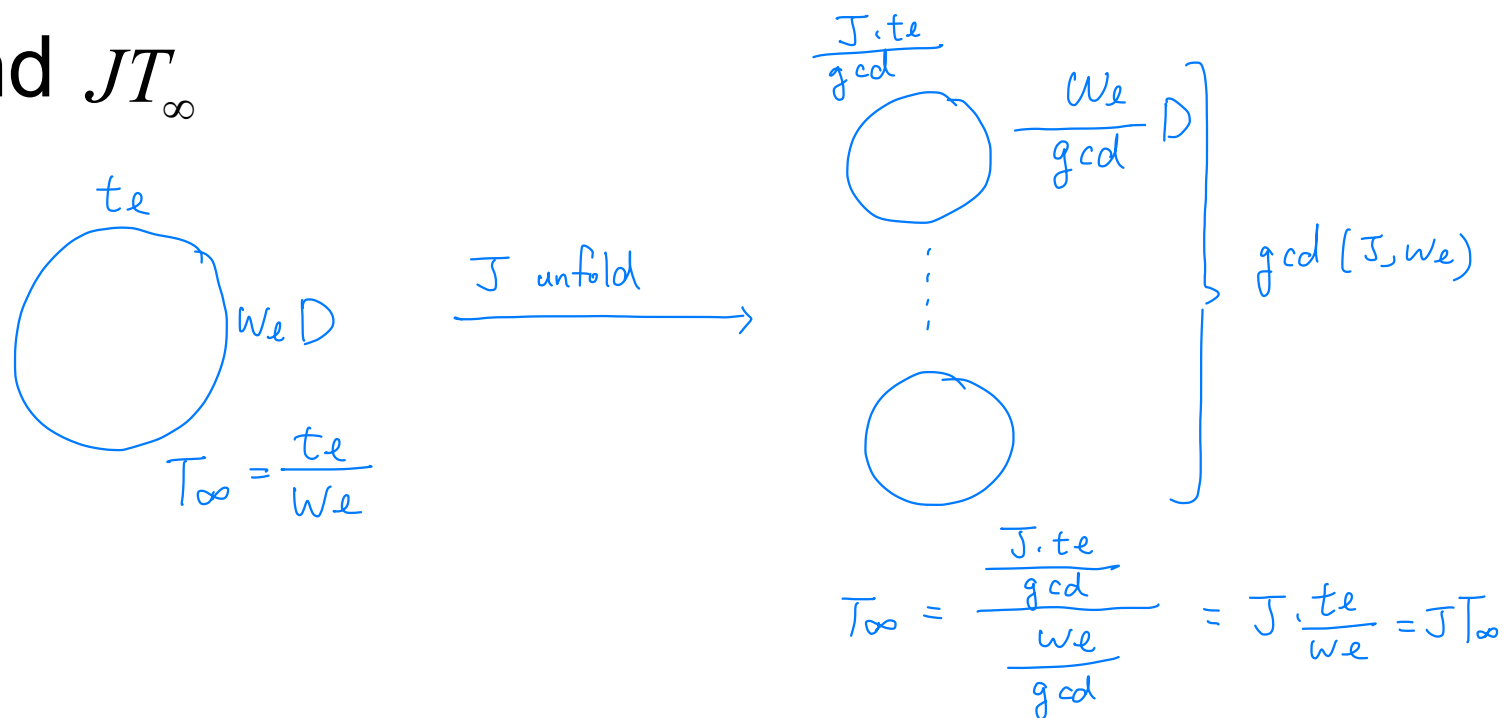 nd JT∞
te
We D
T∞ = te / We
J unfold
J.te / gcd
We / gcd D
gcd (J, We)
T∞ = (J.te / gcd) / (We / gcd) = J. te / We = JT∞